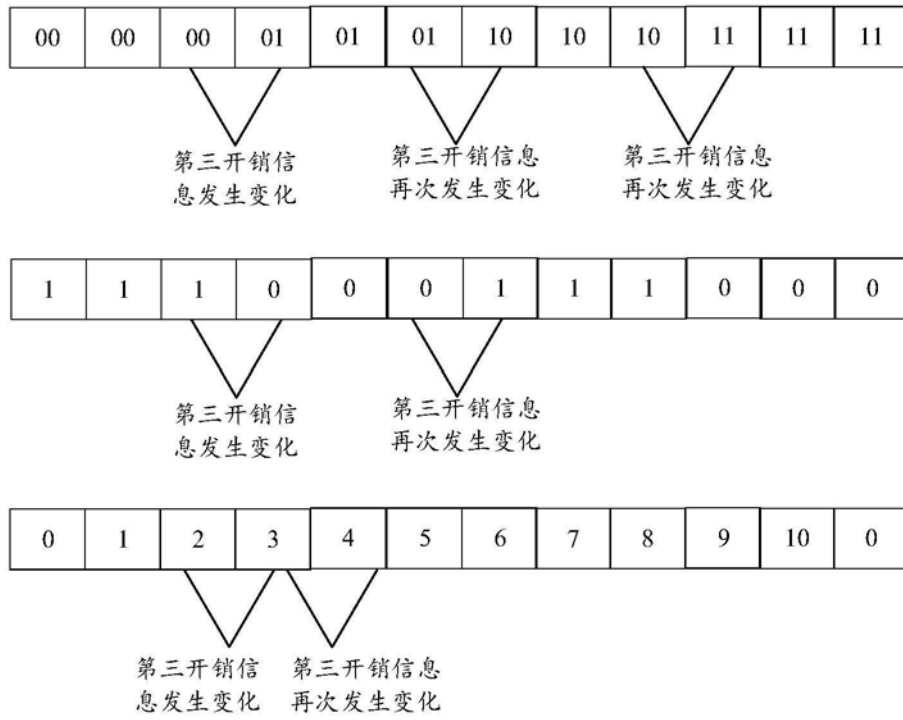 00 00 00 01 01 01 10 10 10 11 11 11
第三开销信 第三开销信息 第三开销信息
息发生变化 再次发生变化 再次发生变化
1 1 1 0 0 0 1 1 1 0 0 0
第三开销信 第三开销信息
息发生变化 再次发生变化
0 1 2 3 4 5 6 7 8 9 10 0
第三开销信 第三开销信息
息发生变化 再次发生变化